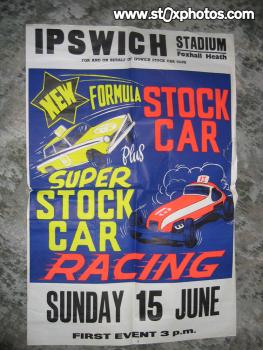 www.st0xphotos.com
IPSWICH STADIUM
Foxhall Heath
FOR AND ON BEHALF OF IPSWICH STOCK CAR CLUB
NEW FORMULA STOCK CAR
Plus
SUPER STOCK CAR
RACING
SUNDAY 15 JUNE
FIRST EVENT 3 p.m.